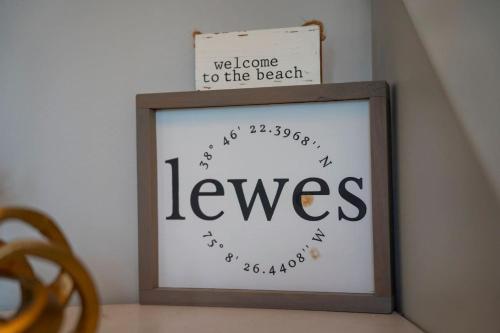 welcome
to the beach
38° 46' 22.3968'' N
lewes
75° 8' 26.4408'' W